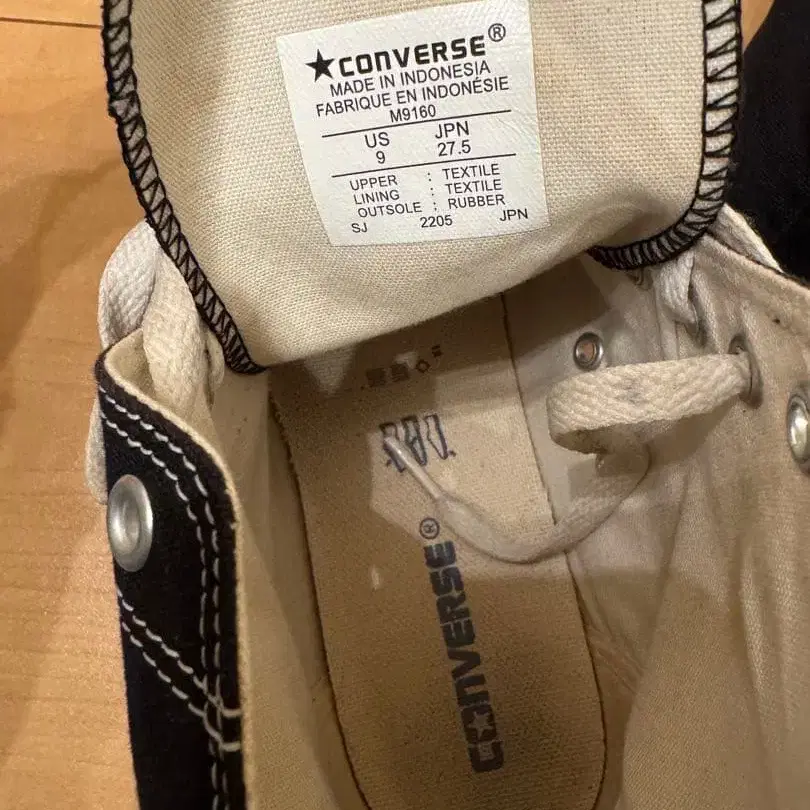 ★CONVERSE®
MADE IN INDONESIA
FABRIQUE EN INDONÉSIE
M9160
US JPN
9 27.5
UPPER : TEXTILE
LINING : TEXTILE
OUTSOLE : RUBBER
SJ 2205 JPN
CONVERSE®